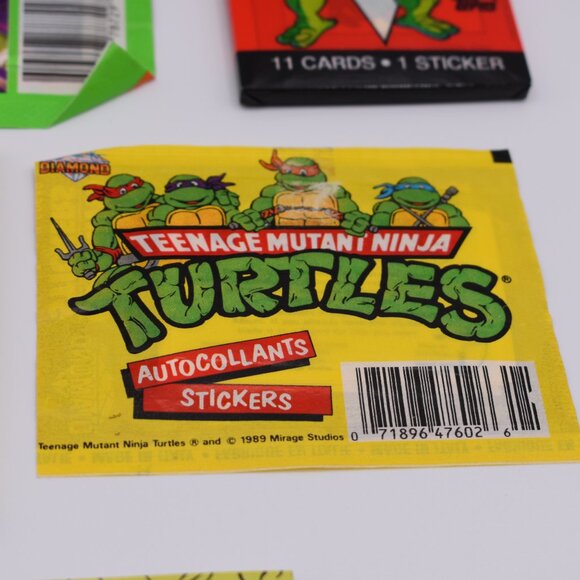 11 CARDS • 1 STICKER
DIAMOND
TEENAGE MUTANT NINJA
TURTLES®
AUTOCOLLANTS
STICKERS
Teenage Mutant Ninja Turtles ® and © 1989 Mirage Studios
0 71896 47602 6